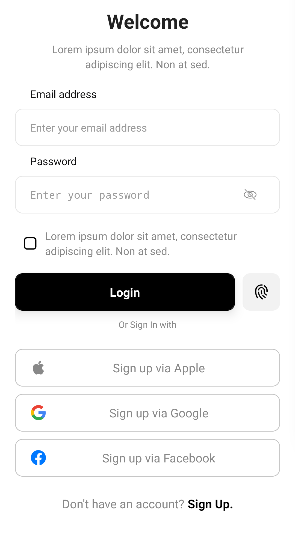 Welcome
Lorem ipsum dolor sit amet, consectetur
adipiscing elit. Non at sed.
Email address
Enter your email address
Password
Enter your password
Lorem ipsum dolor sit amet, consectetur
adipiscing elit. Non at sed.
Login
Or Sign In with
Sign up via Apple
Sign up via Google
Sign up via Facebook
Don't have an account? Sign Up.